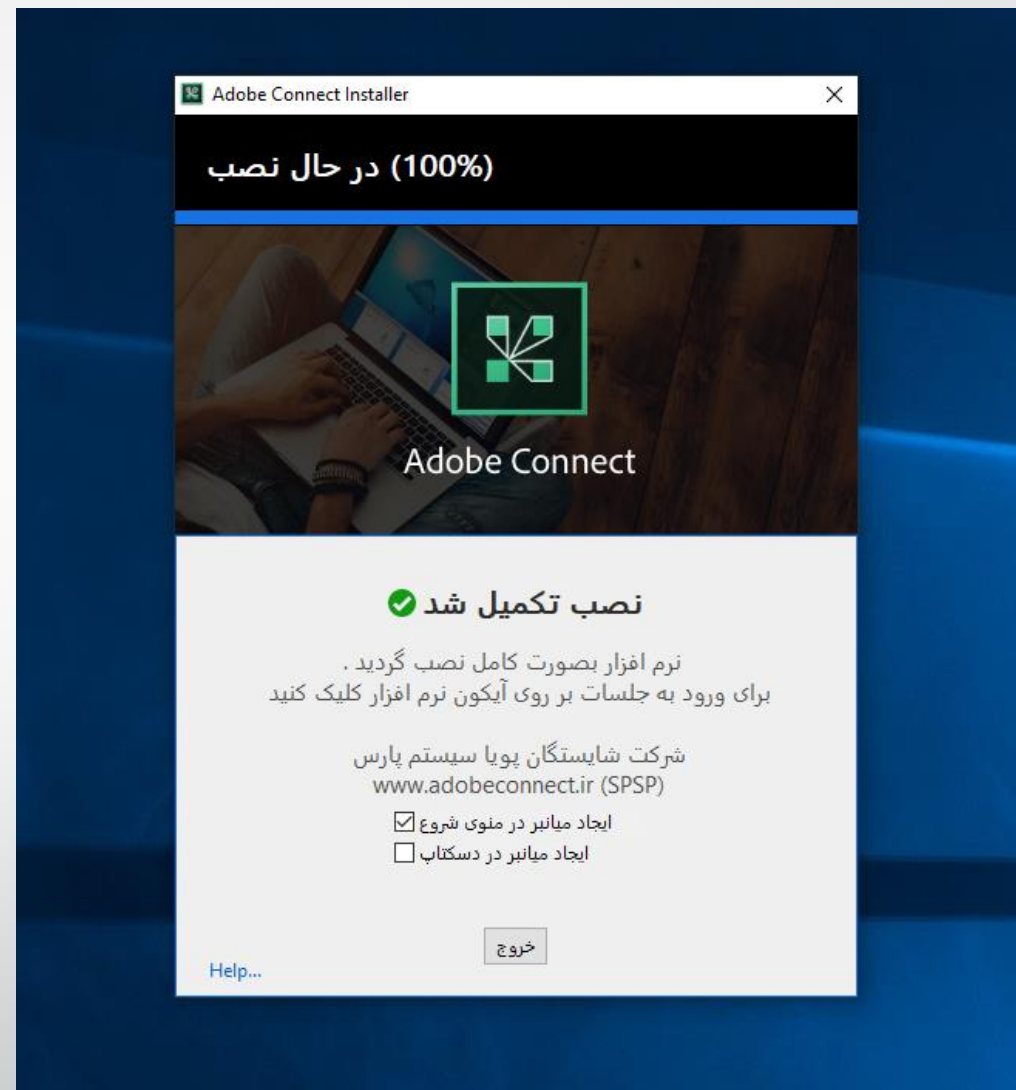 Adobe Connect Installer
در حال نصب (100%)
Adobe Connect
نصب تکمیل شد
نرم افزار بصورت کامل نصب گردید .
برای ورود به جلسات بر روی آیکون نرم افزار کلیک کنید
شرکت شایستگان پویا سیستم پارس
www.adobeconnect.ir (SPSP)
ایجاد میانبر در منوی شروع
ایجاد میانبر در دسکتاپ
خروج
Help...